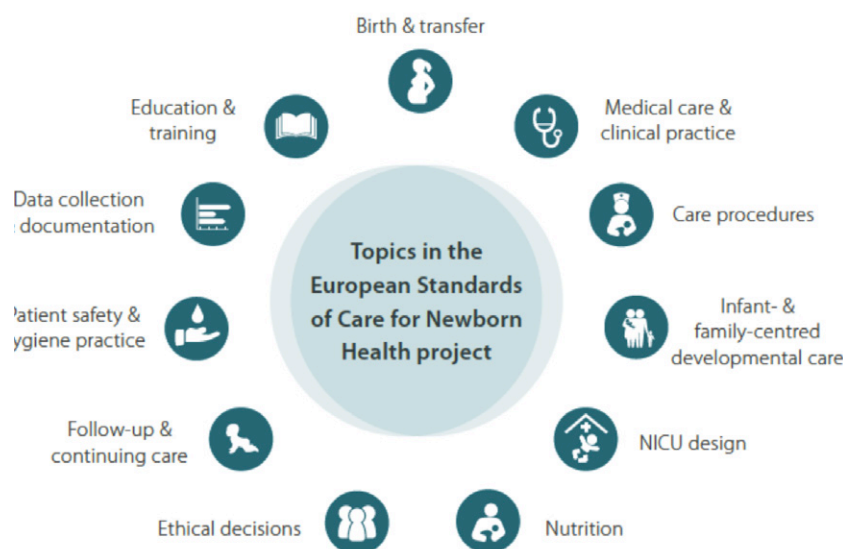 Birth & transfer
Education &
training
Medical care &
clinical practice
Data collection
documentation
Care procedures
Topics in the
European Standards
of Care for Newborn
Health project
Patient safety &
ygiene practice
Infant- &
family-centred
developmental care
Follow-up &
continuing care
NICU design
Ethical decisions
Nutrition